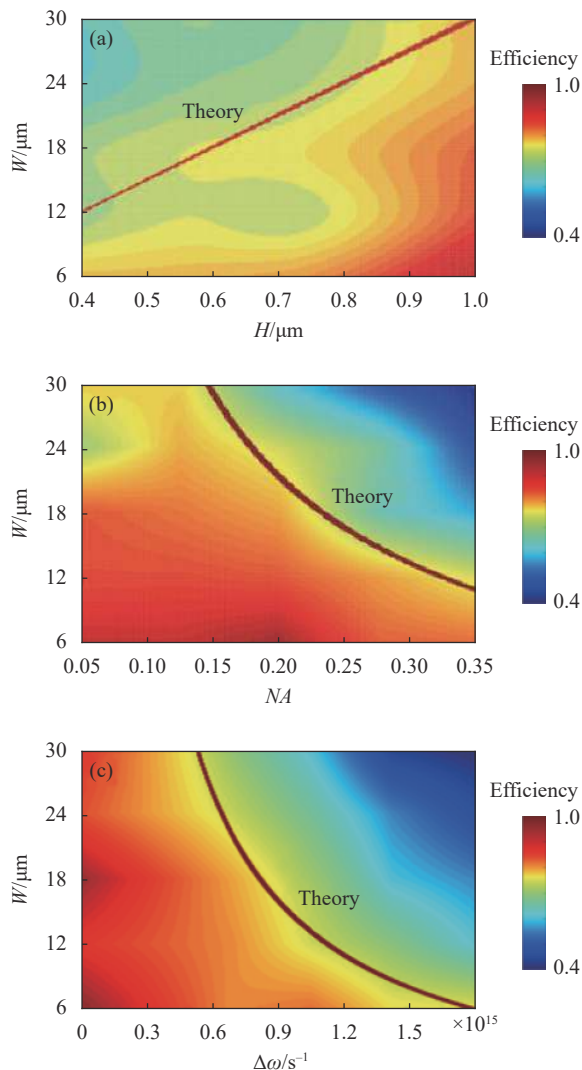 (a)
Theory
W/μm
30
24
18
12
6
0.4
0.5
0.6
0.7
0.8
0.9
1.0
H/μm
Efficiency
1.0
0.4
(b)
Theory
W/μm
30
24
18
12
6
0.05
0.10
0.15
0.20
0.25
0.30
0.35
NA
Efficiency
1.0
0.4
(c)
Theory
W/μm
30
24
18
12
6
0
0.3
0.6
0.9
1.2
1.5
×10¹⁵
Δω/s⁻¹
Efficiency
1.0
0.4